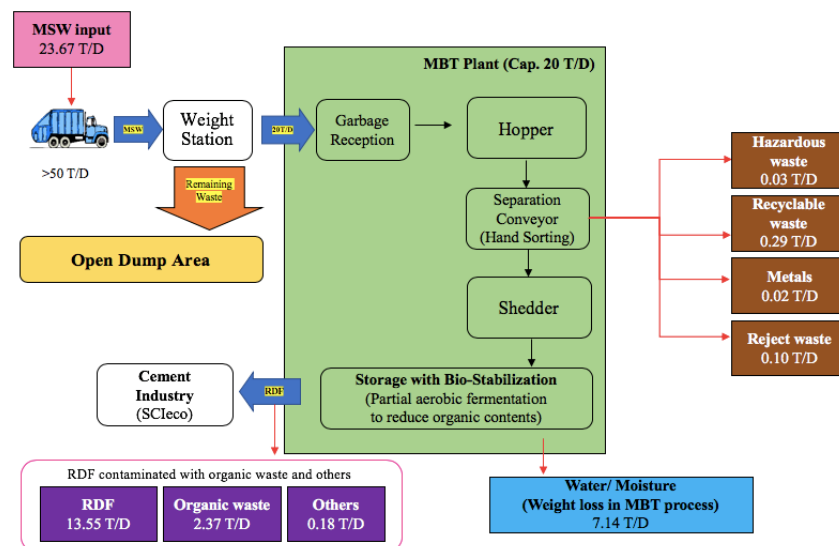 MSW input
23.67 T/D
MBT Plant (Cap. 20 T/D)
MSW
Weight
Station
20T/D
Garbage
Reception
Hopper
>50 T/D
Remaining
Waste
Open Dump Area
Separation
Conveyor
(Hand Sorting)
Shedder
Hazardous
waste
0.03 T/D
Recyclable
waste
0.29 T/D
Metals
0.02 T/D
Reject waste
0.10 T/D
Storage with Bio-Stabilization
(Partial aerobic fermentation
to reduce organic contents)
RDF
Cement
Industry
(SCIeco)
RDF contaminated with organic waste and others
RDF
13.55 T/D
Organic waste
2.37 T/D
Others
0.18 T/D
Water/ Moisture
(Weight loss in MBT process)
7.14 T/D